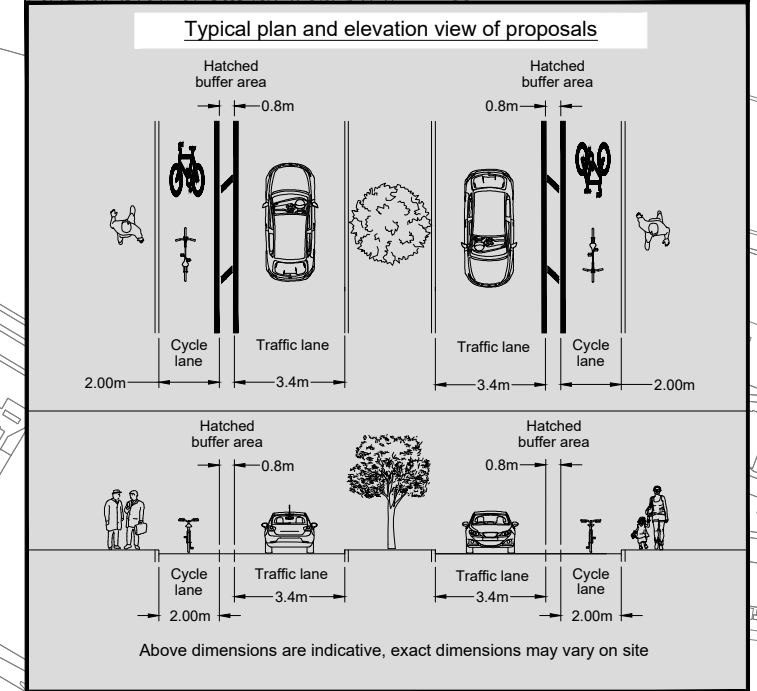 Typical plan and elevation view of proposals
Hatched
buffer area
0.8m
Hatched
buffer area
0.8m
Cycle
lane
Traffic lane
Traffic lane
Cycle
lane
2.00m
3.4m
3.4m
2.00m
Hatched
buffer area
0.8m
Hatched
buffer area
0.8m
Cycle
lane
Traffic lane
Traffic lane
Cycle
lane
2.00m
3.4m
3.4m
2.00m
Above dimensions are indicative, exact dimensions may vary on site